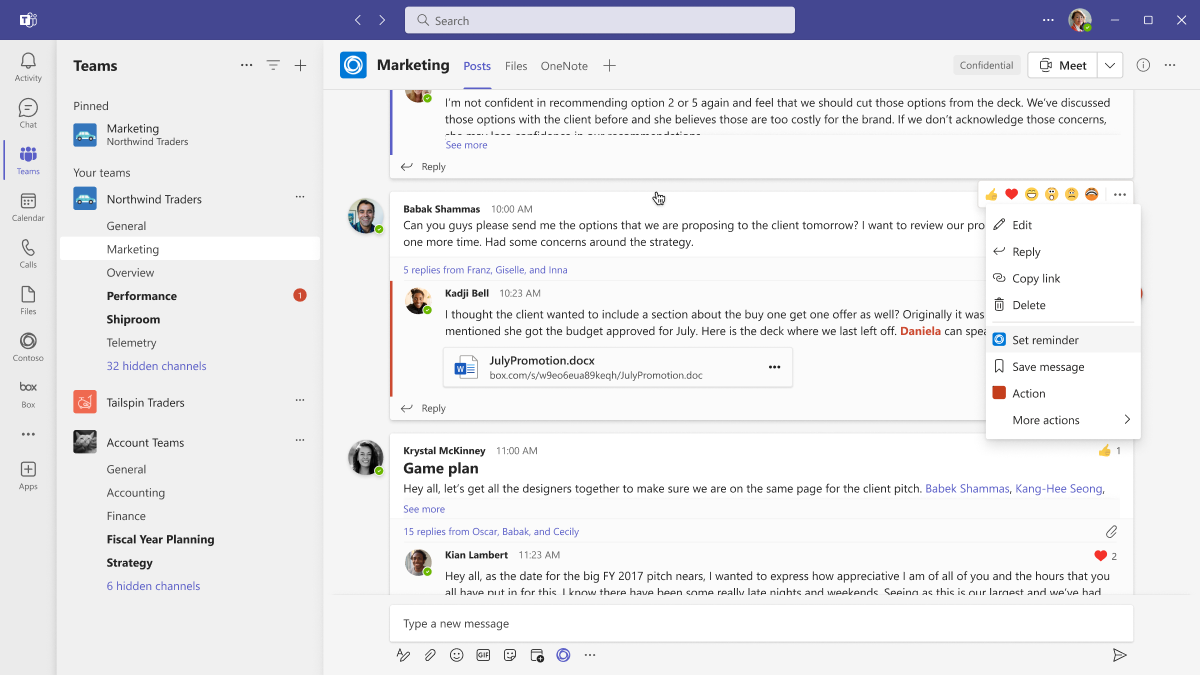 Search
Activity
Chat
Teams
Calendar
Calls
Files
Contoso
box
Box
Apps
Teams
Pinned
Marketing
Northwind Traders
Your teams
Northwind Traders
General
Marketing
Overview
Performance
1
Shiproom
Telemetry
32 hidden channels
Tailspin Traders
Account Teams
General
Accounting
Finance
Fiscal Year Planning
Strategy
6 hidden channels
Marketing Posts Files OneNote
Confidential Meet
I'm not confident in recommending option 2 or 5 again and feel that we should cut those options from the deck. We've discussed
those options with the client before and she believes those are too costly for the brand. If we don't acknowledge those concerns,
she may lose confidence in our recommendations.
See more
Reply
Babak Shammas 10:00 AM
Can you guys please send me the options that we are proposing to the client tomorrow? I want to review our pro
one more time. Had some concerns around the strategy.
5 replies from Franz, Giselle, and Inna
Kadji Bell 10:23 AM
I thought the client wanted to include a section about the buy one get one offer as well? Originally it was
mentioned she got the budget approved for July. Here is the deck where we last left off. Daniela can spea
JulyPromotion.docx
box.com/s/w9eo6eua89keqh/JulyPromotion.doc
Reply
Edit
Reply
Copy link
Delete
Set reminder
Save message
Action
More actions
Krystal McKinney 11:00 AM
1
Game plan
Hey all, let's get all the designers together to make sure we are on the same page for the client pitch. Babek Shammas, Kang-Hee Seong,
See more
15 replies from Oscar, Babak, and Cecily
Kian Lambert 11:23 AM
2
Hey all, as the date for the big FY 2017 pitch nears, I wanted to express how appreciative I am of all of you and the hours that you
all have put in for this. I know there have been some really late nights and weekends. Seeing as this is our largest and we've had
Type a new message
GIF